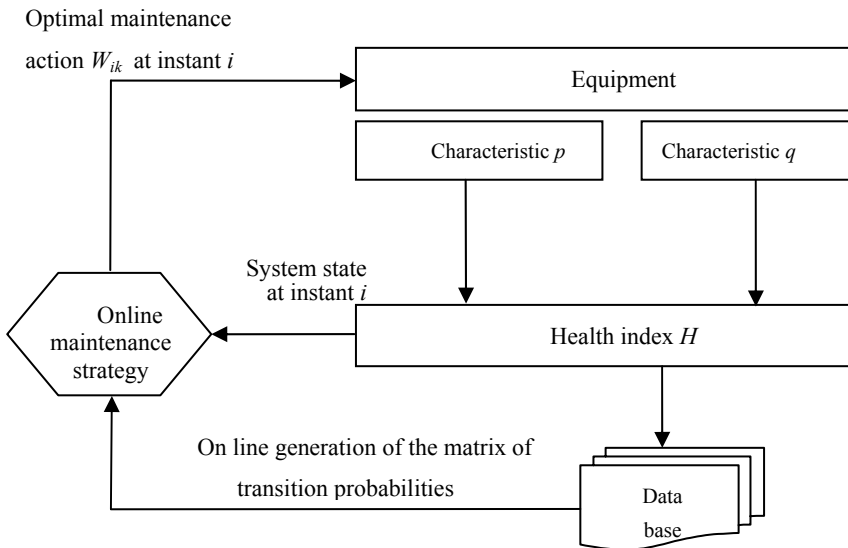 Optimal maintenance
action Wik at instant i
Equipment
Characteristic p
Characteristic q
System state
at instant i
Online
maintenance
strategy
Health index H
On line generation of the matrix of
transition probabilities
Data
base